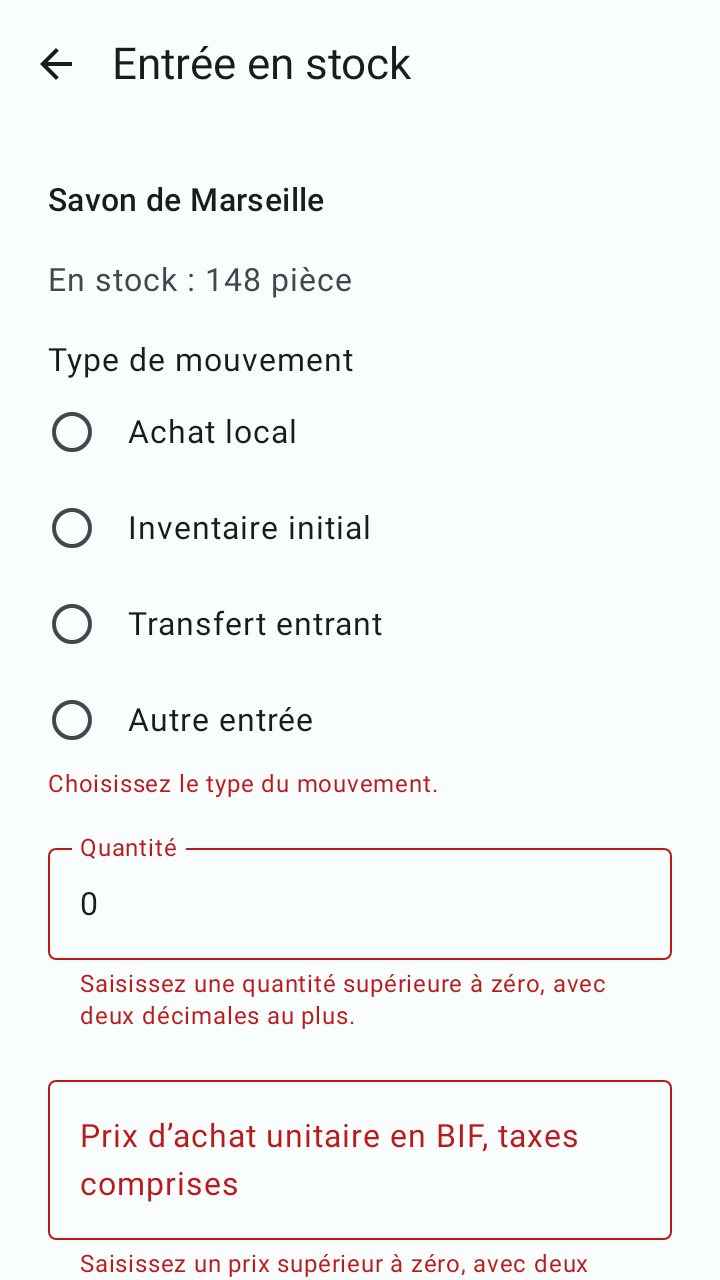 Entrée en stock
Savon de Marseille
En stock : 148 pièce
Type de mouvement
Achat local
Inventaire initial
Transfert entrant
Autre entrée
Choisissez le type du mouvement.
Quantité
0
Saisissez une quantité supérieure à zéro, avec
deux décimales au plus.
Prix d’achat unitaire en BIF, taxes
comprises
Saisissez un prix supérieur à zéro, avec deux